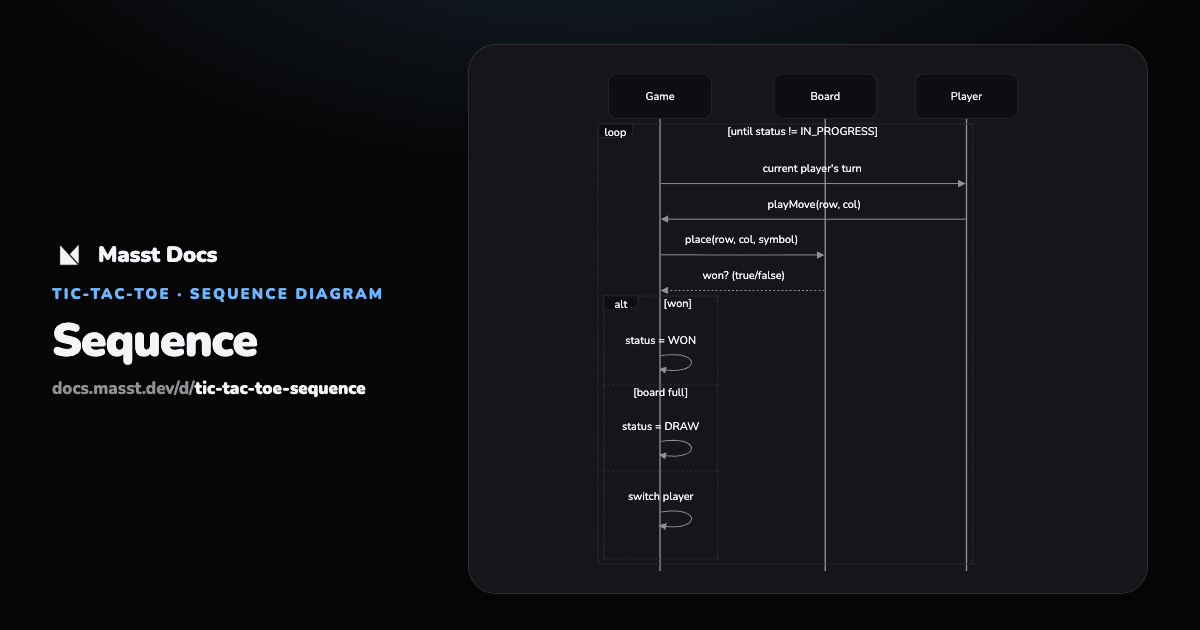 Masst Docs
TIC-TAC-TOE · SEQUENCE DIAGRAM
Sequence
docs.masst.dev/d/tic-tac-toe-sequence
Game
Board
Player
loop
[until status != IN_PROGRESS]
current player's turn
playMove(row, col)
place(row, col, symbol)
won? (true/false)
alt
[won]
status = WON
[board full]
status = DRAW
switch player